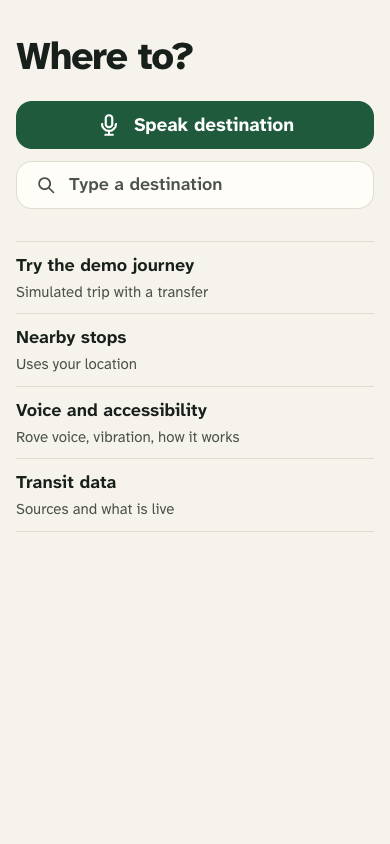 Where to?
Speak destination
Type a destination
Try the demo journey
Simulated trip with a transfer
Nearby stops
Uses your location
Voice and accessibility
Rove voice, vibration, how it works
Transit data
Sources and what is live